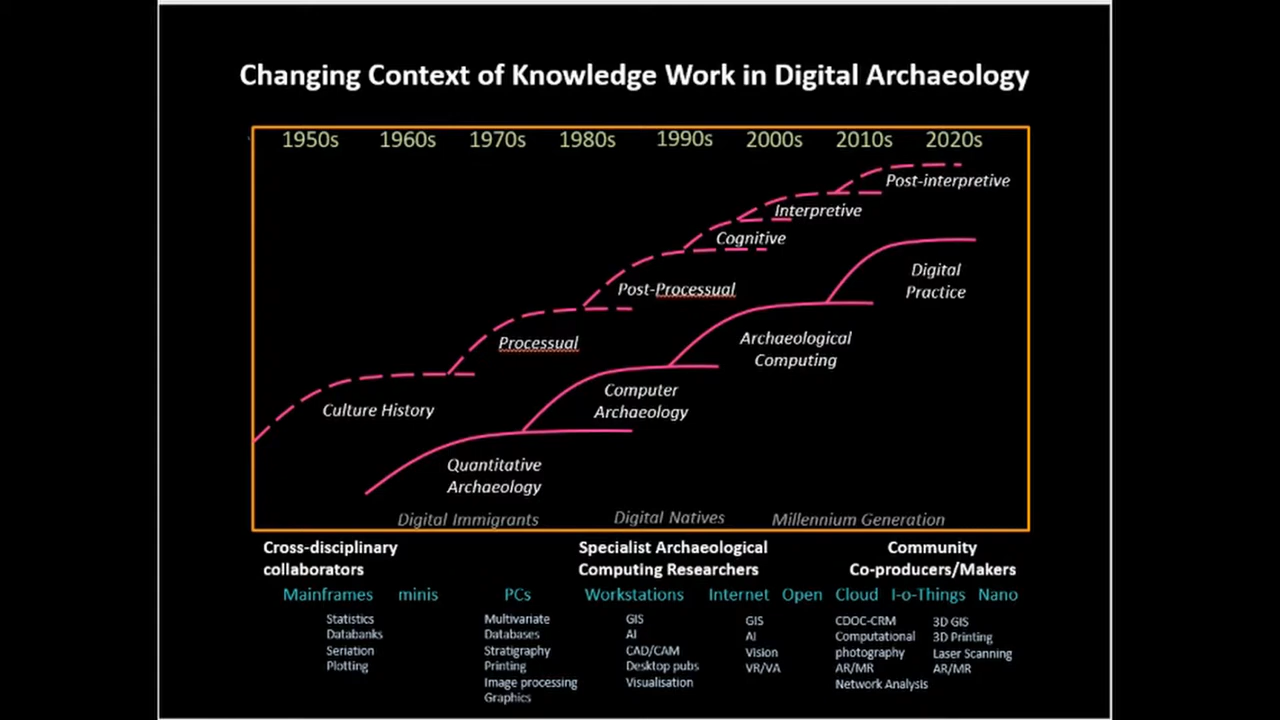 Changing Context of Knowledge Work in Digital Archaeology
1950s 1960s 1970s 1980s 1990s 2000s 2010s 2020s
Post-interpretive
Interpretive
Cognitive
Post-Processual
Processual
Culture History
Digital
Practice
Archaeological
Computing
Computer
Archaeology
Quantitative
Archaeology
Digital Immigrants Digital Natives Millennium Generation
Cross-disciplinary
collaborators
Specialist Archaeological
Computing Researchers
Community
Co-producers/Makers
Mainframes minis PCs Workstations Internet Open Cloud I-o-Things Nano
Statistics
Databanks
Seriation
Plotting
Multivariate
Databases
Stratigraphy
Printing
Image processing
Graphics
GIS
AI
CAD/CAM
Desktop pubs
Visualisation
GIS
AI
Vision
VR/VA
CDOC-CRM
Computational
photography
AR/MR
Network Analysis
3D GIS
3D Printing
Laser Scanning
AR/MR